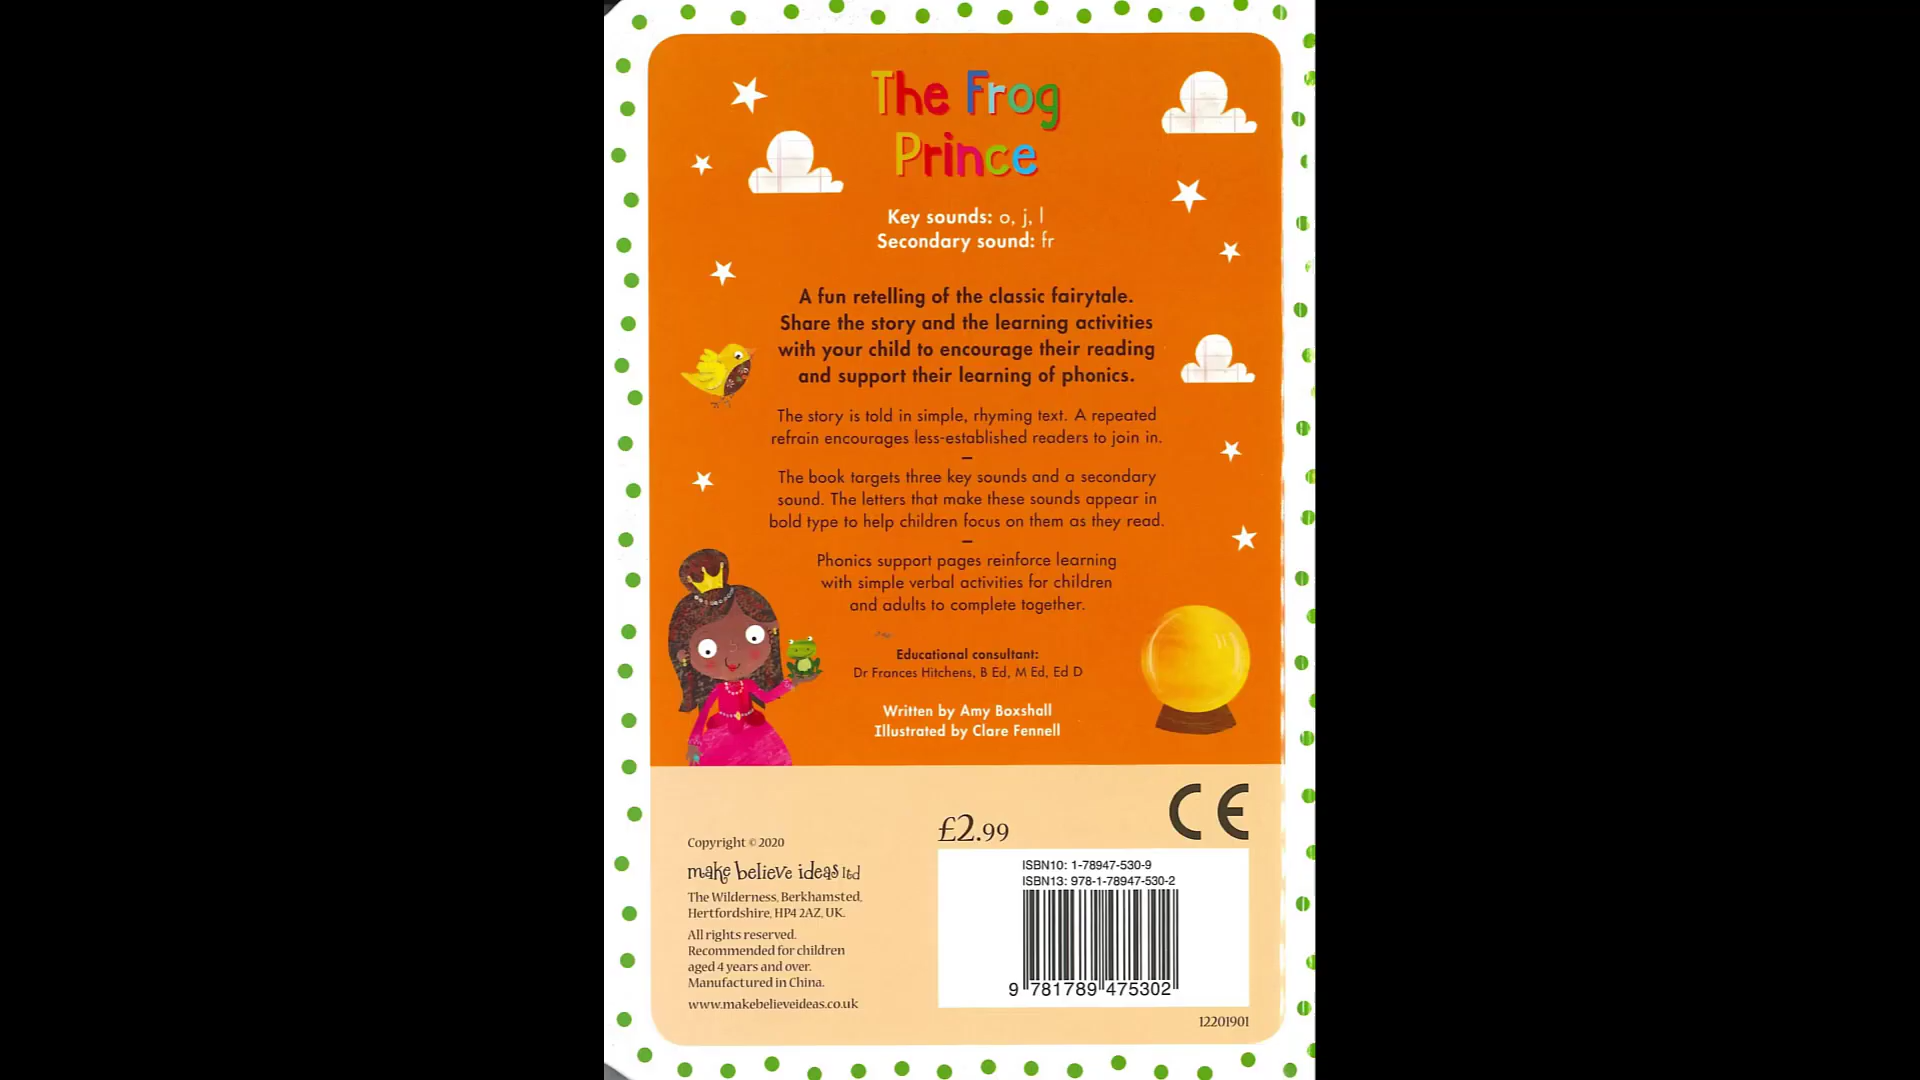 The Frog
Prince
Key sounds: o, j, l
Secondary sound: fr
A fun retelling of the classic fairytale.
Share the story and the learning activities
with your child to encourage their reading
and support their learning of phonics.
The story is told in simple, rhyming text. A repeated
refrain encourages less-established readers to join in.
–
The book targets three key sounds and a secondary
sound. The letters that make these sounds appear in
bold type to help children focus on them as they read.
–
Phonics support pages reinforce learning
with simple verbal activities for children
and adults to complete together.
Educational consultant:
Dr Frances Hitchens, B Ed, M Ed, Ed D
Written by Amy Boxshall
Illustrated by Clare Fennell
CE
£2.99
Copyright © 2020
make believe ideas ltd
The Wilderness, Berkhamsted,
Hertfordshire, HP4 2AZ, UK.
All rights reserved.
Recommended for children
aged 4 years and over.
Manufactured in China.
www.makebelieveideas.co.uk
ISBN10: 1-78947-530-9
ISBN13: 978-1-78947-530-2
9 781789 475302
12201901